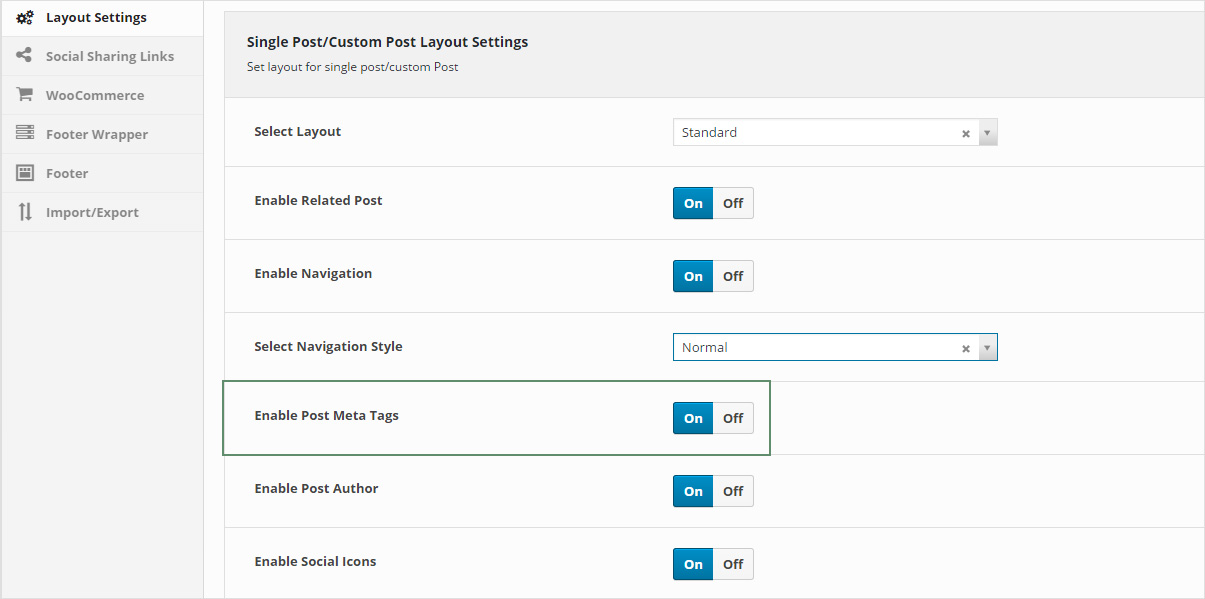 Layout Settings
Social Sharing Links
WooCommerce
Footer Wrapper
Footer
Import/Export
Single Post/Custom Post Layout Settings
Set layout for single post/custom Post
Select Layout
Standard
Enable Related Post
On Off
Enable Navigation
On Off
Select Navigation Style
Normal
Enable Post Meta Tags
On Off
Enable Post Author
On Off
Enable Social Icons
On Off